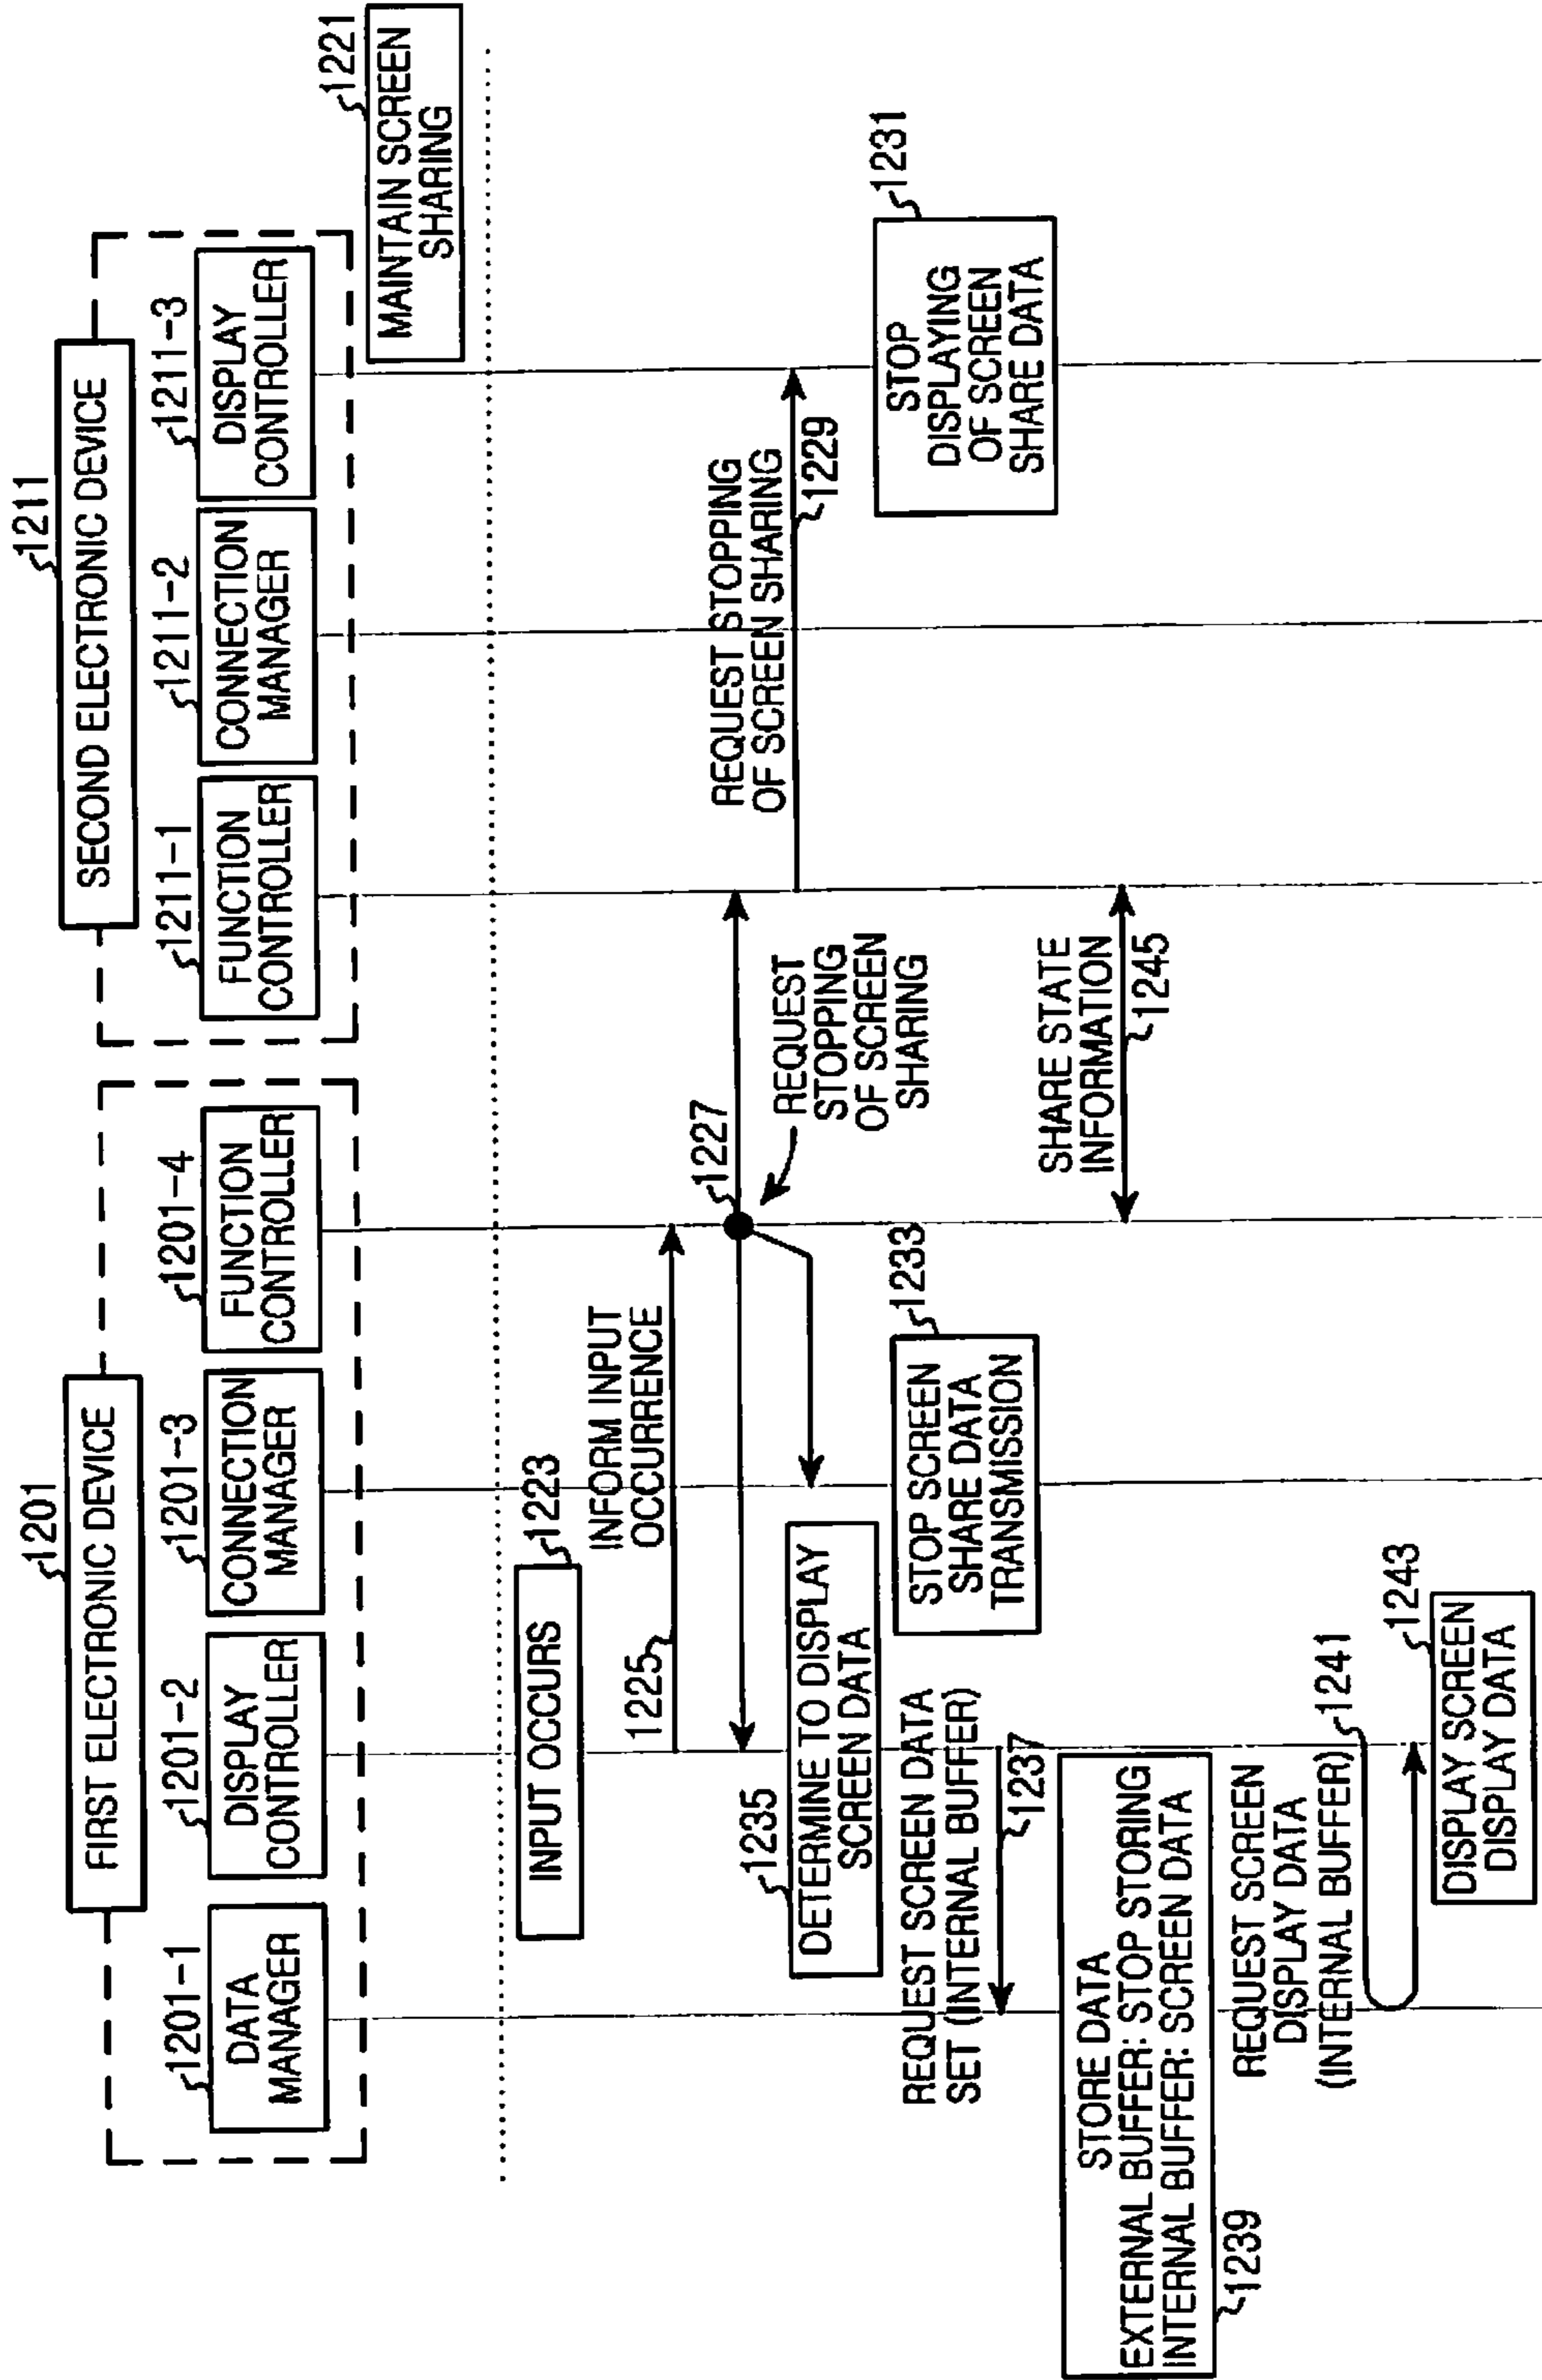 1201
FIRST ELECTRONIC DEVICE
1201-1
DATA
MANAGER
1201-2
DISPLAY
CONTROLLER
1201-3
CONNECTION
MANAGER
1201-4
FUNCTION
CONTROLLER
1211
SECOND ELECTRONIC DEVICE
1211-1
FUNCTION
CONTROLLER
1211-2
CONNECTION
MANAGER
1211-3
DISPLAY
CONTROLLER
1221
MAINTAIN SCREEN
SHARING
1223
INPUT OCCURS
INFORM INPUT
OCCURRENCE
1225
1227
REQUEST
STOPPING
OF SCREEN
SHARING
REQUEST STOPPING
OF SCREEN SHARING
1229
1231
STOP
DISPLAYING
OF SCREEN
SHARE DATA
1233
STOP SCREEN
SHARE DATA
TRANSMISSION
1235
DETERMINE TO DISPLAY
SCREEN DATA
REQUEST SCREEN DATA
SET (INTERNAL BUFFER)
1237
STORE DATA
EXTERNAL BUFFER: STOP STORING
INTERNAL BUFFER: SCREEN DATA
1239
SHARE STATE
INFORMATION
1245
REQUEST SCREEN
DISPLAY DATA
(INTERNAL BUFFER)
1241
1243
DISPLAY SCREEN
DISPLAY DATA